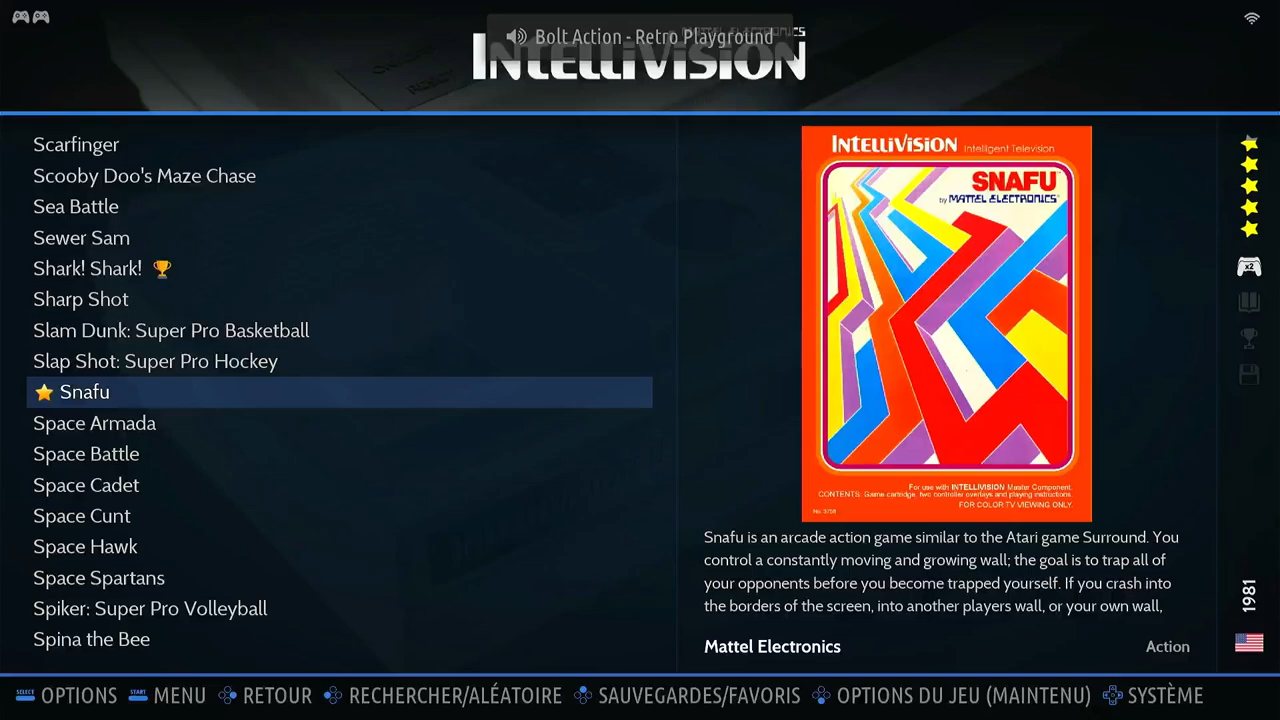 Bolt Action - Retro Playground
MATTEL ELECTRONICS
INTELLIVISION
Scarfinger
Scooby Doo's Maze Chase
Sea Battle
Sewer Sam
Shark! Shark!
Sharp Shot
Slam Dunk: Super Pro Basketball
Slap Shot: Super Pro Hockey
Snafu
Space Armada
Space Battle
Space Cadet
Space Cunt
Space Hawk
Space Spartans
Spiker: Super Pro Volleyball
Spina the Bee
INTELLIVISION Intelligent Television
SNAFU
by MATTEL ELECTRONICS
For use with INTELLIVISION Master Component.
CONTENTS: Game cartridge, two controller overlays and playing instructions.
FOR COLOR TV VIEWING ONLY.
No. 3758
Snafu is an arcade action game similar to the Atari game Surround. You
control a constantly moving and growing wall; the goal is to trap all of
your opponents before you become trapped yourself. If you crash into
the borders of the screen, into another players wall, or your own wall,
Mattel Electronics
Action
x2
1981
SELECT OPTIONS START MENU RETOUR RECHERCHER/ALÉATOIRE SAUVEGARDES/FAVORIS OPTIONS DU JEU (MAINTENU) SYSTÈME